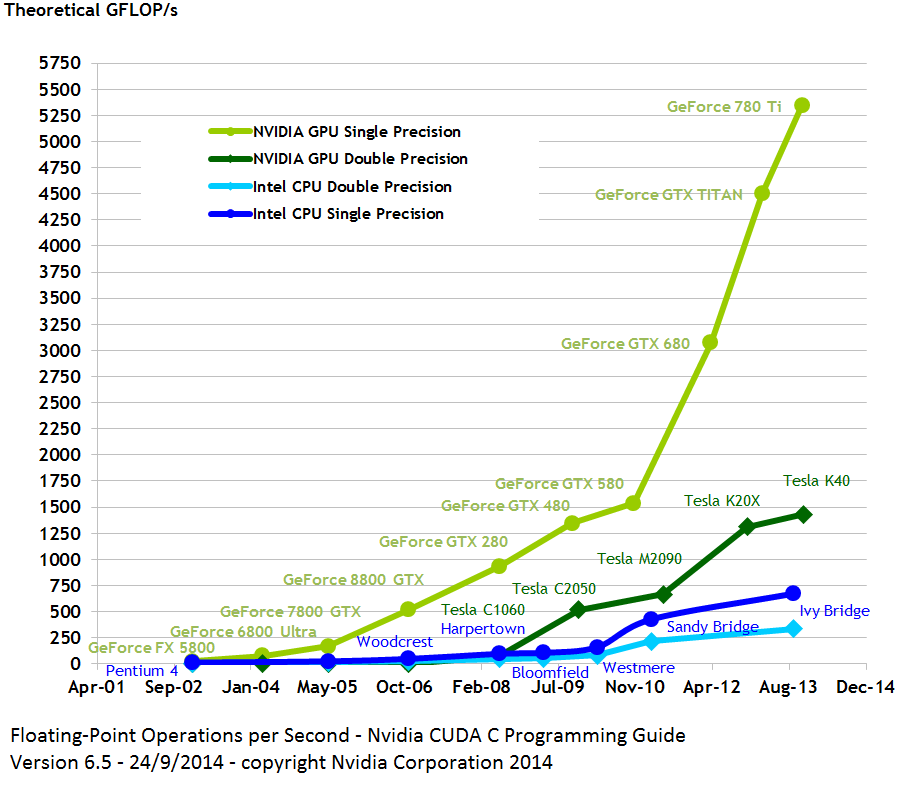 Theoretical GFLOP/s
5750
5500
5250
5000
4750
4500
4250
4000
3750
3500
3250
3000
2750
2500
2250
2000
1750
1500
1250
1000
750
500
250
0
NVIDIA GPU Single Precision
NVIDIA GPU Double Precision
Intel CPU Double Precision
Intel CPU Single Precision
GeForce 780 Ti
GeForce GTX TITAN
GeForce GTX 680
GeForce GTX 580
GeForce GTX 480
GeForce GTX 280
GeForce 8800 GTX
GeForce 7800 GTX
GeForce 6800 Ultra
GeForce FX 5800
Tesla K40
Tesla K20X
Tesla M2090
Tesla C2050
Tesla C1060
Harpertown
Woodcrest
Pentium 4
Bloomfield
Westmere
Sandy Bridge
Ivy Bridge
Apr-01 Sep-02 Jan-04 May-05 Oct-06 Feb-08 Jul-09 Nov-10 Apr-12 Aug-13 Dec-14
Floating-Point Operations per Second - Nvidia CUDA C Programming Guide
Version 6.5 - 24/9/2014 - copyright Nvidia Corporation 2014